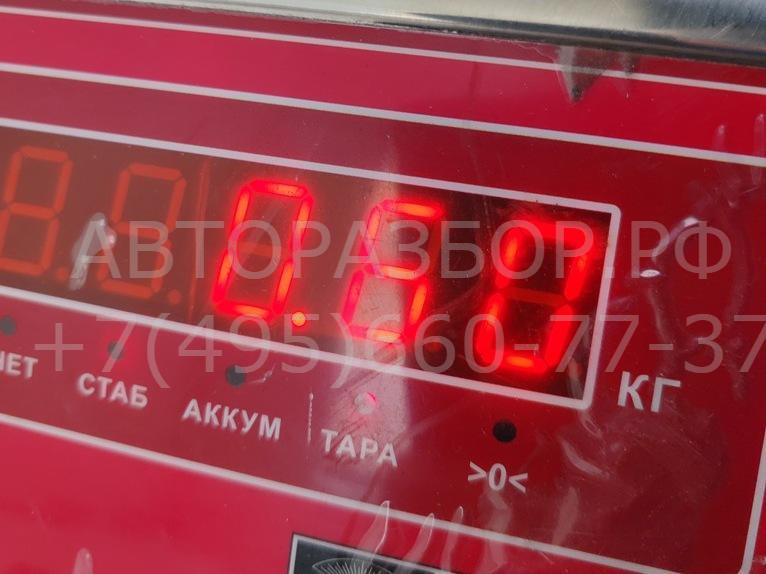 0.60
КГ
АВТОРАЗБОР.РФ
+7(495)660-77-37
СТАБ АККУМ ТАРА >0<